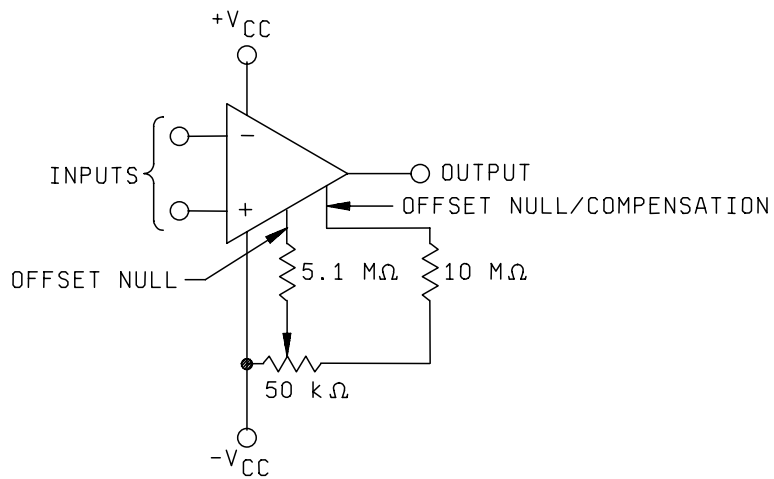 +VCC
−
INPUTS
OUTPUT
+
OFFSET NULL/COMPENSATION
OFFSET NULL
5.1 MΩ
10 MΩ
50 kΩ
-VCC